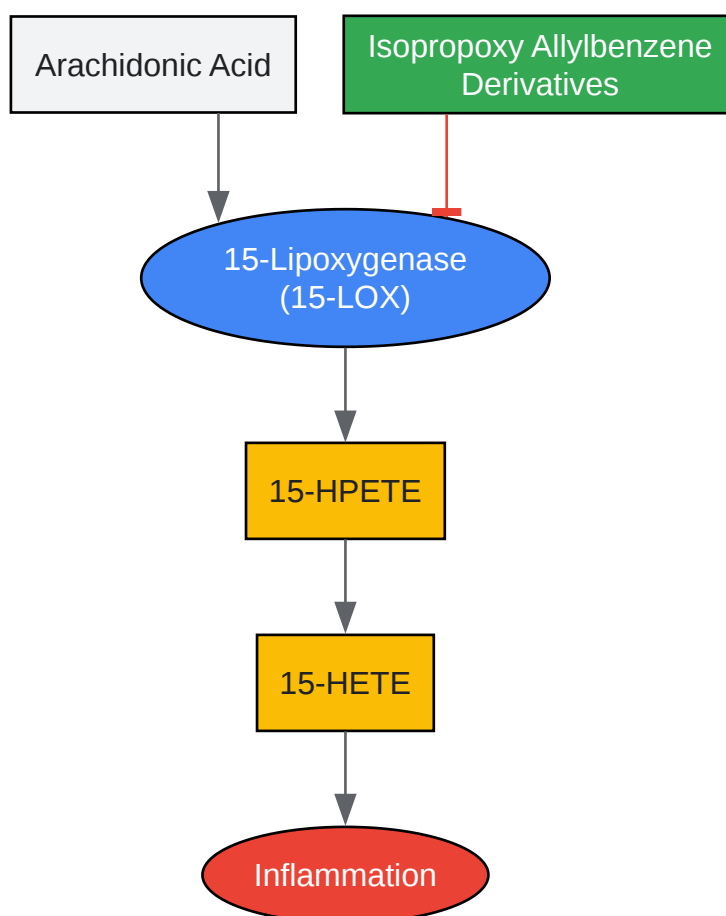 Arachidonic Acid
Isopropoxy Allylbenzene
Derivatives
15-Lipoxygenase
(15-LOX)
15-HPETE
15-HETE
Inflammation